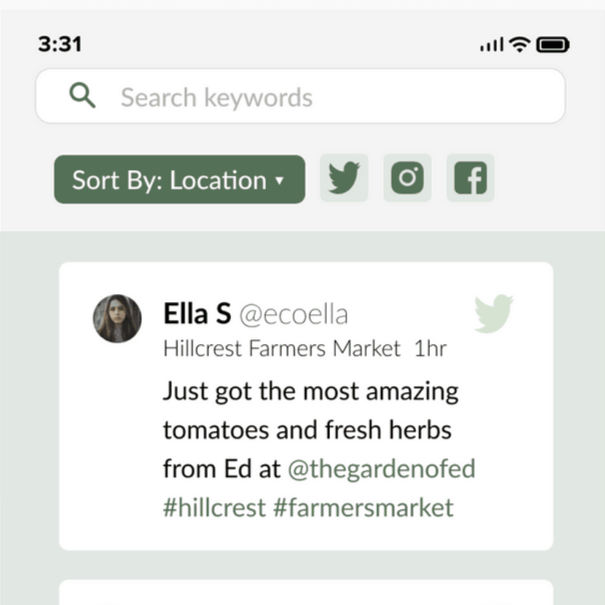 3:31
Search keywords
Sort By: Location ▾
Ella S @ecoella
Hillcrest Farmers Market 1hr
Just got the most amazing
tomatoes and fresh herbs
from Ed at @thegardenofed
#hillcrest #farmersmarket